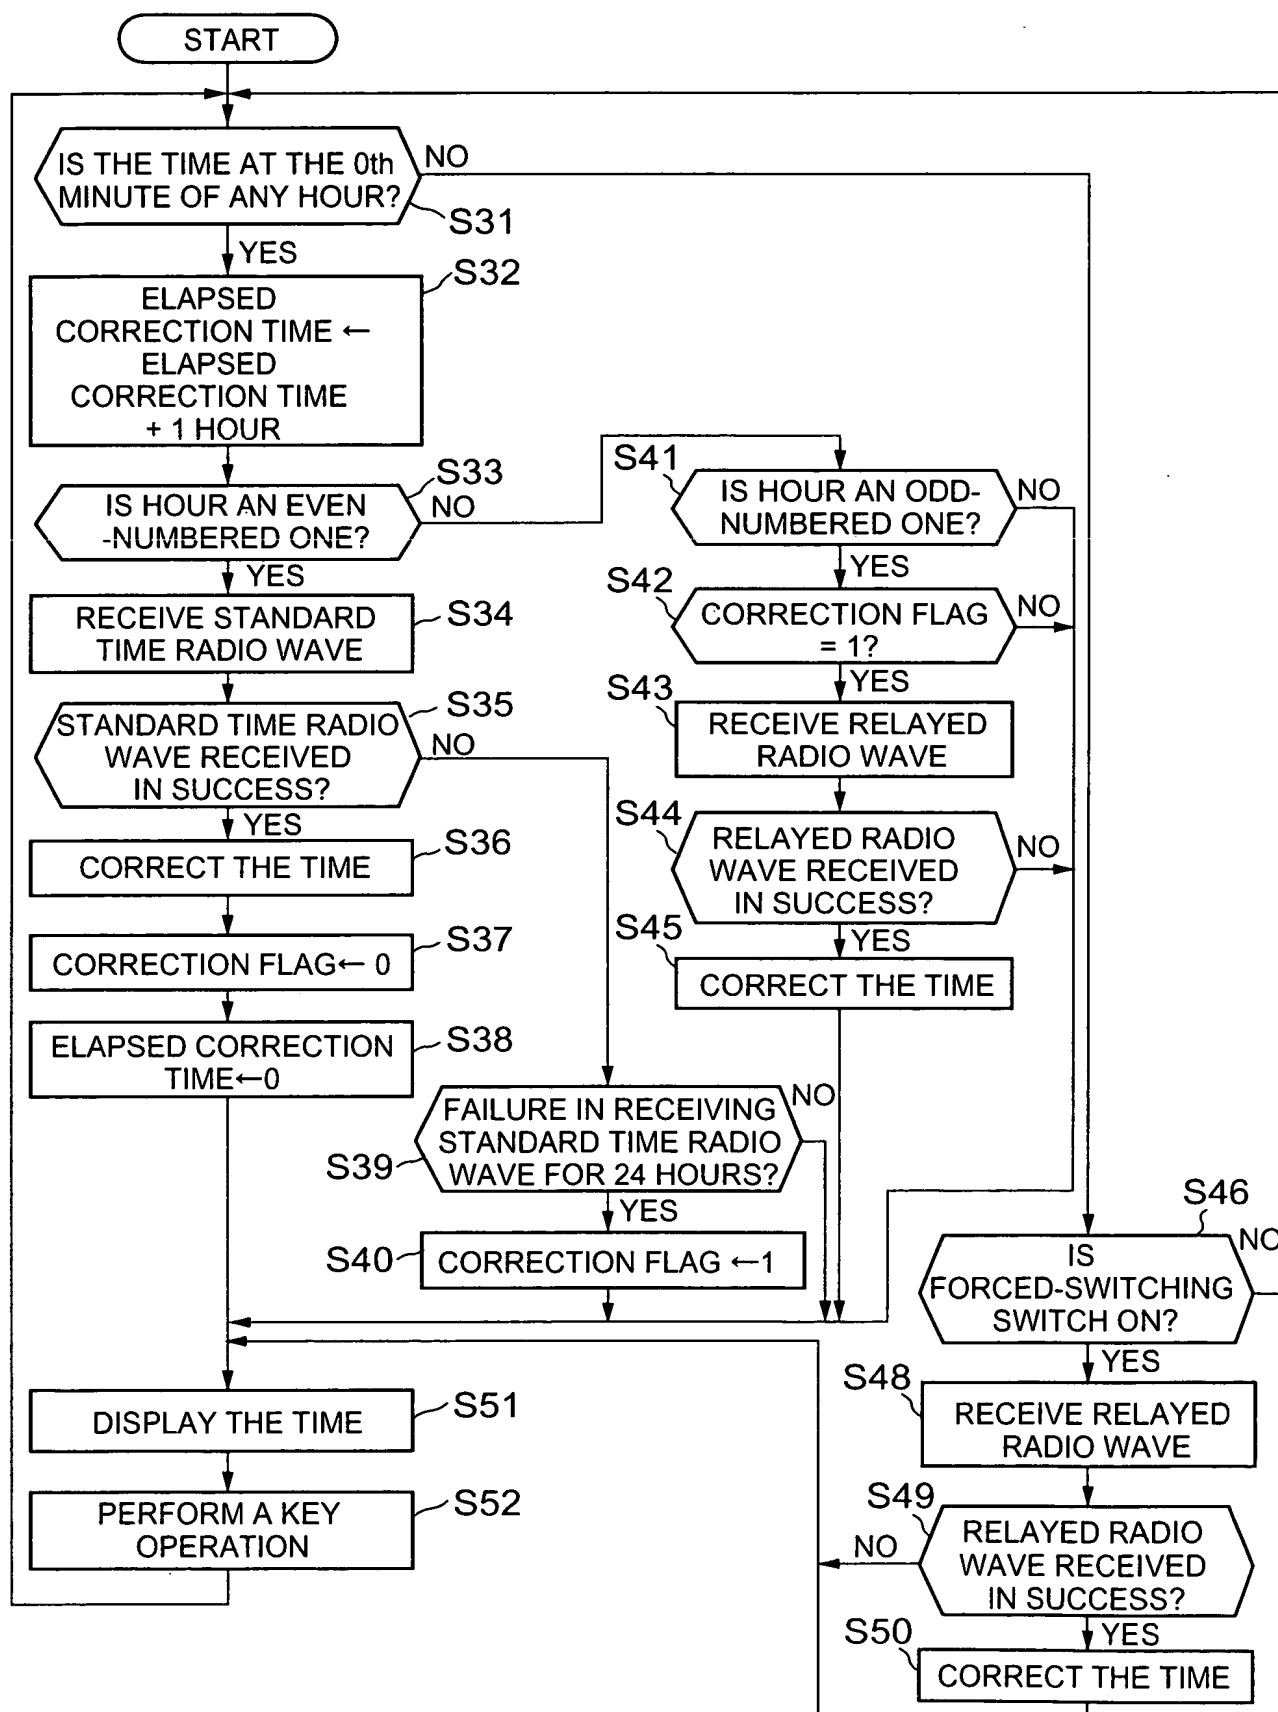 START
IS THE TIME AT THE 0th
MINUTE OF ANY HOUR?
NO
S31
YES
S32
ELAPSED
CORRECTION TIME ←
ELAPSED
CORRECTION TIME
+ 1 HOUR
S33
IS HOUR AN EVEN
-NUMBERED ONE?
NO
YES
S34
RECEIVE STANDARD
TIME RADIO WAVE
S35
STANDARD TIME RADIO
WAVE RECEIVED
IN SUCCESS?
NO
YES
S36
CORRECT THE TIME
S37
CORRECTION FLAG← 0
S38
ELAPSED CORRECTION
TIME←0
S39
FAILURE IN RECEIVING
STANDARD TIME RADIO
WAVE FOR 24 HOURS?
NO
YES
S40
CORRECTION FLAG ←1
S41
IS HOUR AN ODD-
NUMBERED ONE?
NO
YES
S42
CORRECTION FLAG
= 1?
NO
YES
S43
RECEIVE RELAYED
RADIO WAVE
S44
RELAYED RADIO
WAVE RECEIVED
IN SUCCESS?
NO
YES
S45
CORRECT THE TIME
S46
IS
FORCED-SWITCHING
SWITCH ON?
NO
YES
S48
RECEIVE RELAYED
RADIO WAVE
S49
RELAYED RADIO
WAVE RECEIVED
IN SUCCESS?
NO
YES
S50
CORRECT THE TIME
S51
DISPLAY THE TIME
S52
PERFORM A KEY
OPERATION